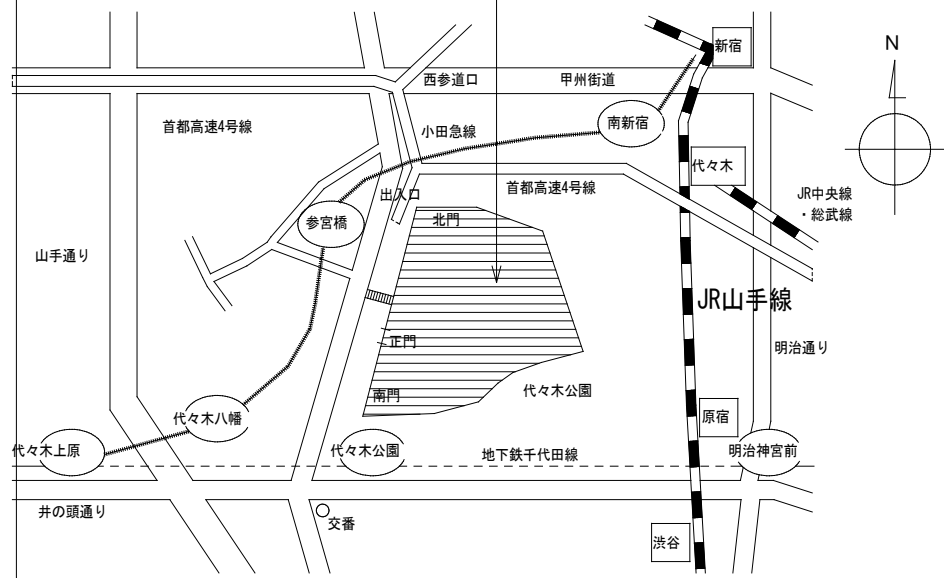 新宿
N
西参道口
甲州街道
首都高速4号線
小田急線
南新宿
代々木
出入口
首都高速4号線
JR中央線
・総武線
参宮橋
北門
山手通り
JR山手線
正門
明治通り
南門
代々木公園
原宿
代々木八幡
代々木上原
代々木公園
地下鉄千代田線
明治神宮前
井の頭通り
交番
渋谷